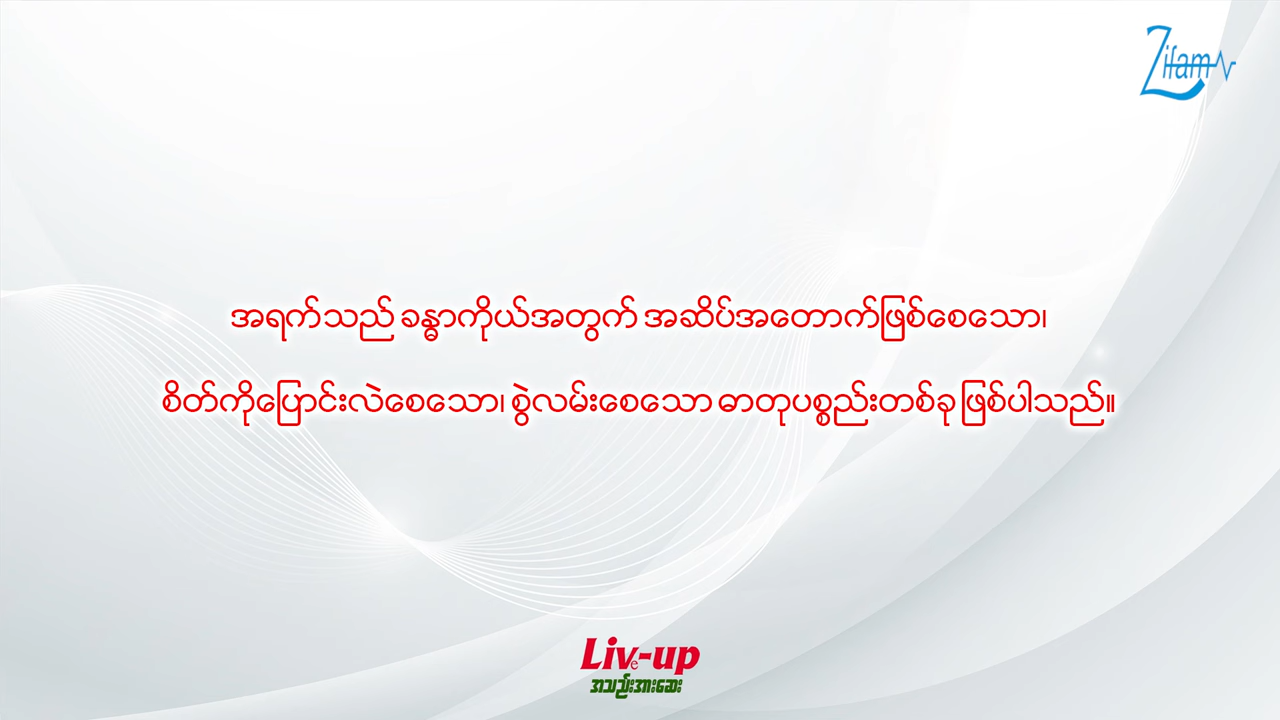 Zifam
အရက်သည် ခန္ဓာကိုယ်အတွက် အဆိပ်အတောက်ဖြစ်စေသော၊
စိတ်ကိုပြောင်းလဲစေသော၊ စွဲလမ်းစေသော ဓာတုပစ္စည်းတစ်ခု ဖြစ်ပါသည်။
Live-up
အသည်းအားဆေး